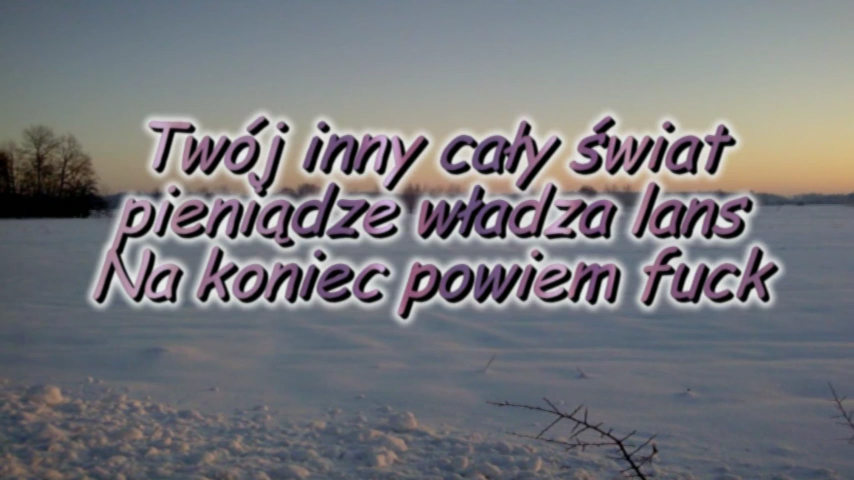 Twój inny cały świat
pieniądze władza lans
Na koniec powiem fuck